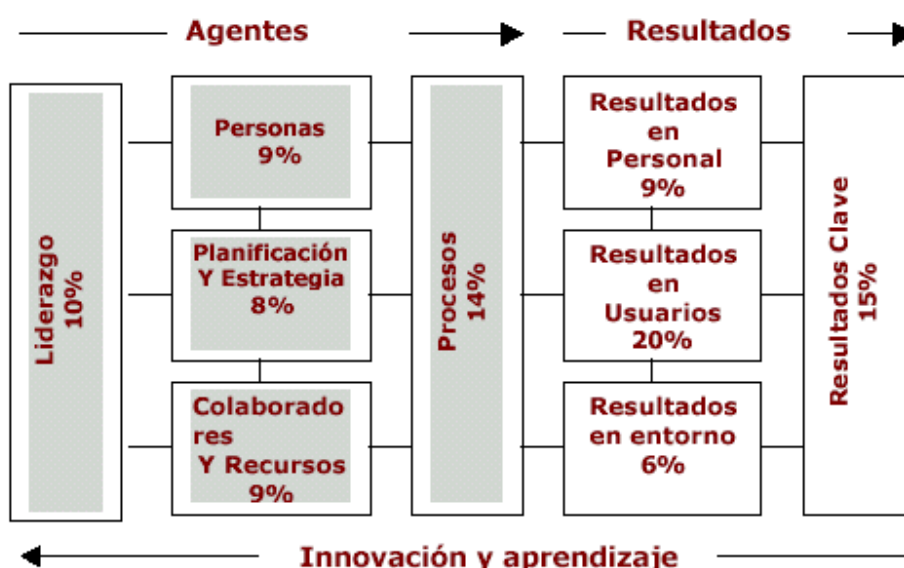 Agentes
Resultados
Liderazgo
10%
Personas
9%
Planificación
Y Estrategia
8%
Colaborado
res
Y Recursos
9%
Procesos
14%
Resultados
en
Personal
9%
Resultados
en
Usuarios
20%
Resultados
en entorno
6%
Resultados Clave
15%
Innovación y aprendizaje